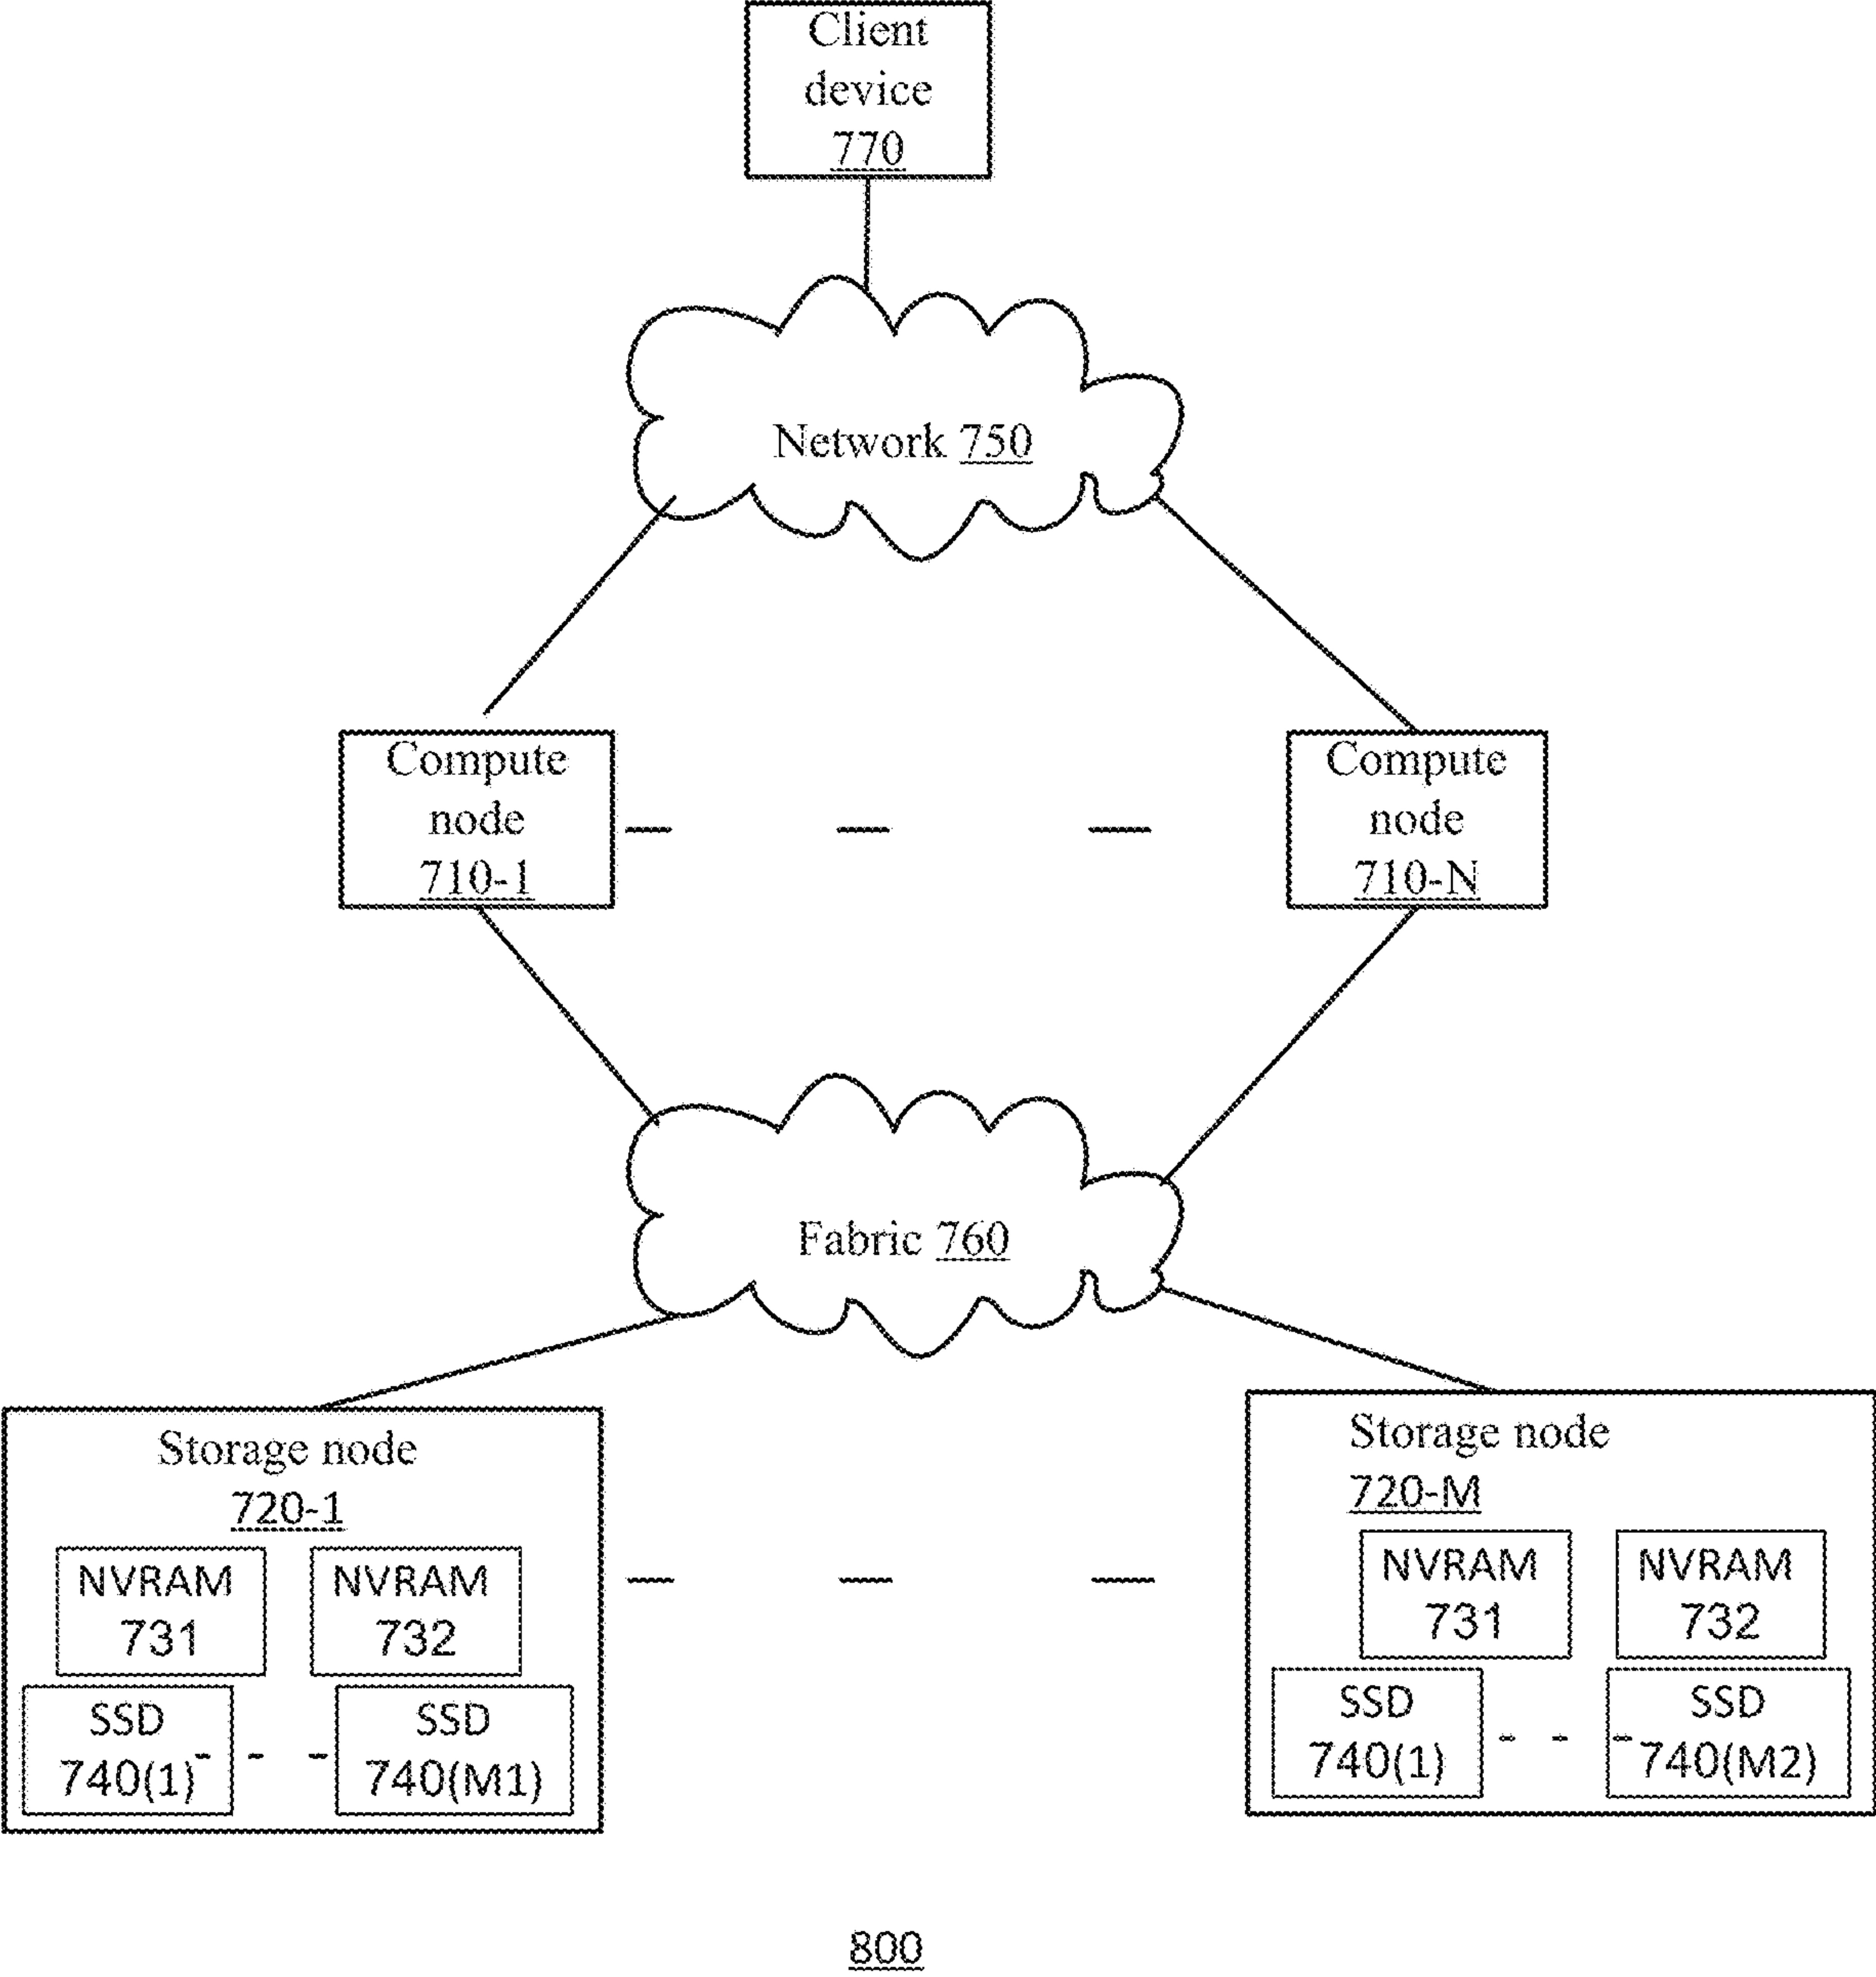 Client
device
770
Network 750
Compute
node
710-1
Compute
node
710-N
Fabric 760
Storage node
720-1
NVRAM
731
NVRAM
732
SSD
740(1)
SSD
740(M1)
Storage node
720-M
NVRAM
731
NVRAM
732
SSD
740(1)
SSD
740(M2)
800